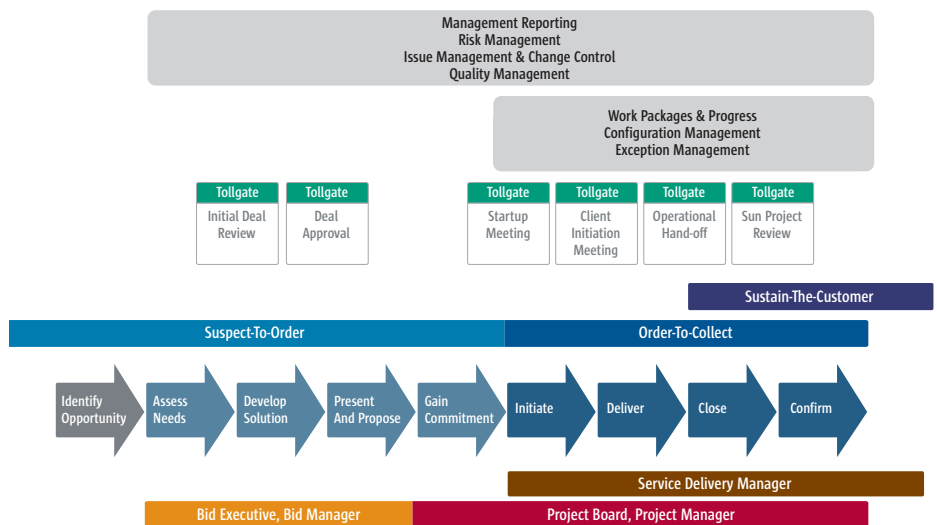 Management Reporting
Risk Management
Issue Management & Change Control
Quality Management
Work Packages & Progress
Configuration Management
Exception Management
Tollgate
Initial Deal
Review
Tollgate
Deal
Approval
Tollgate
Startup
Meeting
Tollgate
Client
Initiation
Meeting
Tollgate
Operational
Hand-off
Tollgate
Sun Project
Review
Sustain-The-Customer
Suspect-To-Order
Order-To-Collect
Identify
Opportunity
Assess
Needs
Develop
Solution
Present
And Propose
Gain
Commitment
Initiate
Deliver
Close
Confirm
Service Delivery Manager
Bid Executive, Bid Manager
Project Board, Project Manager